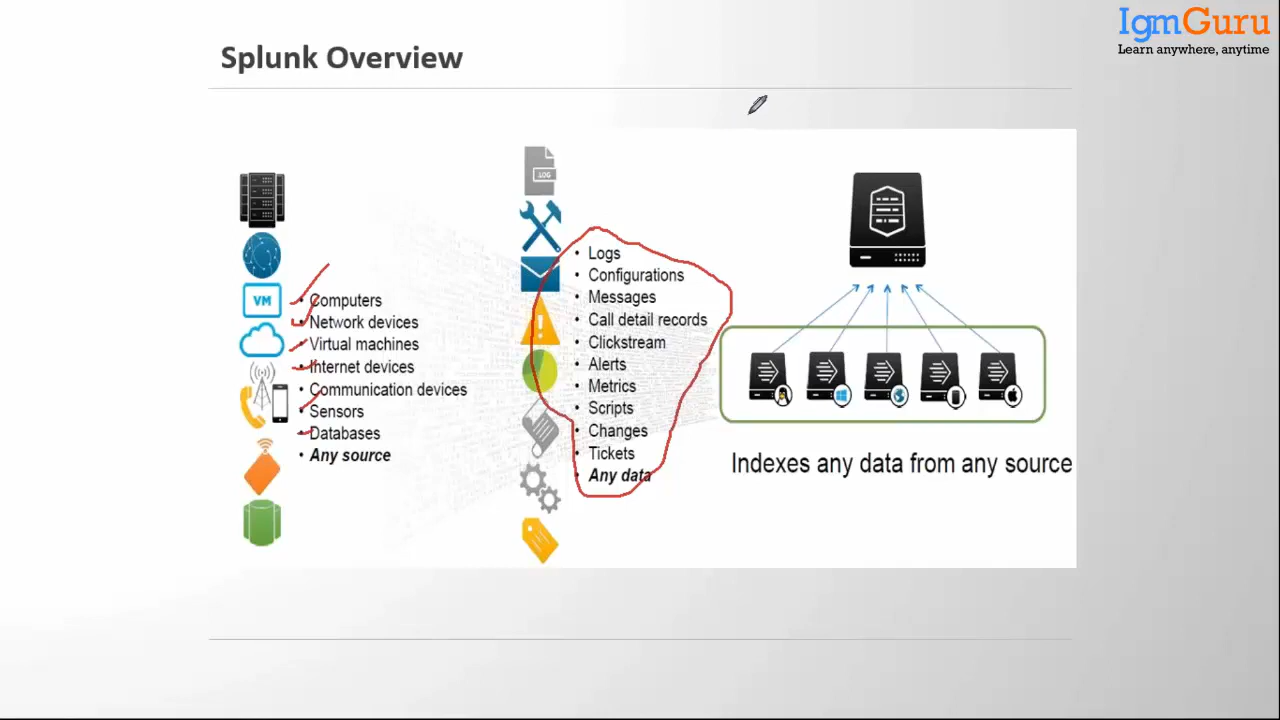 IgmGuru
Learn anywhere, anytime
Splunk Overview
LOG
VM
• Computers
• Network devices
• Virtual machines
• Internet devices
• Communication devices
• Sensors
• Databases
• Any source
• Logs
• Configurations
• Messages
• Call detail records
• Clickstream
• Alerts
• Metrics
• Scripts
• Changes
• Tickets
• Any data
Indexes any data from any source